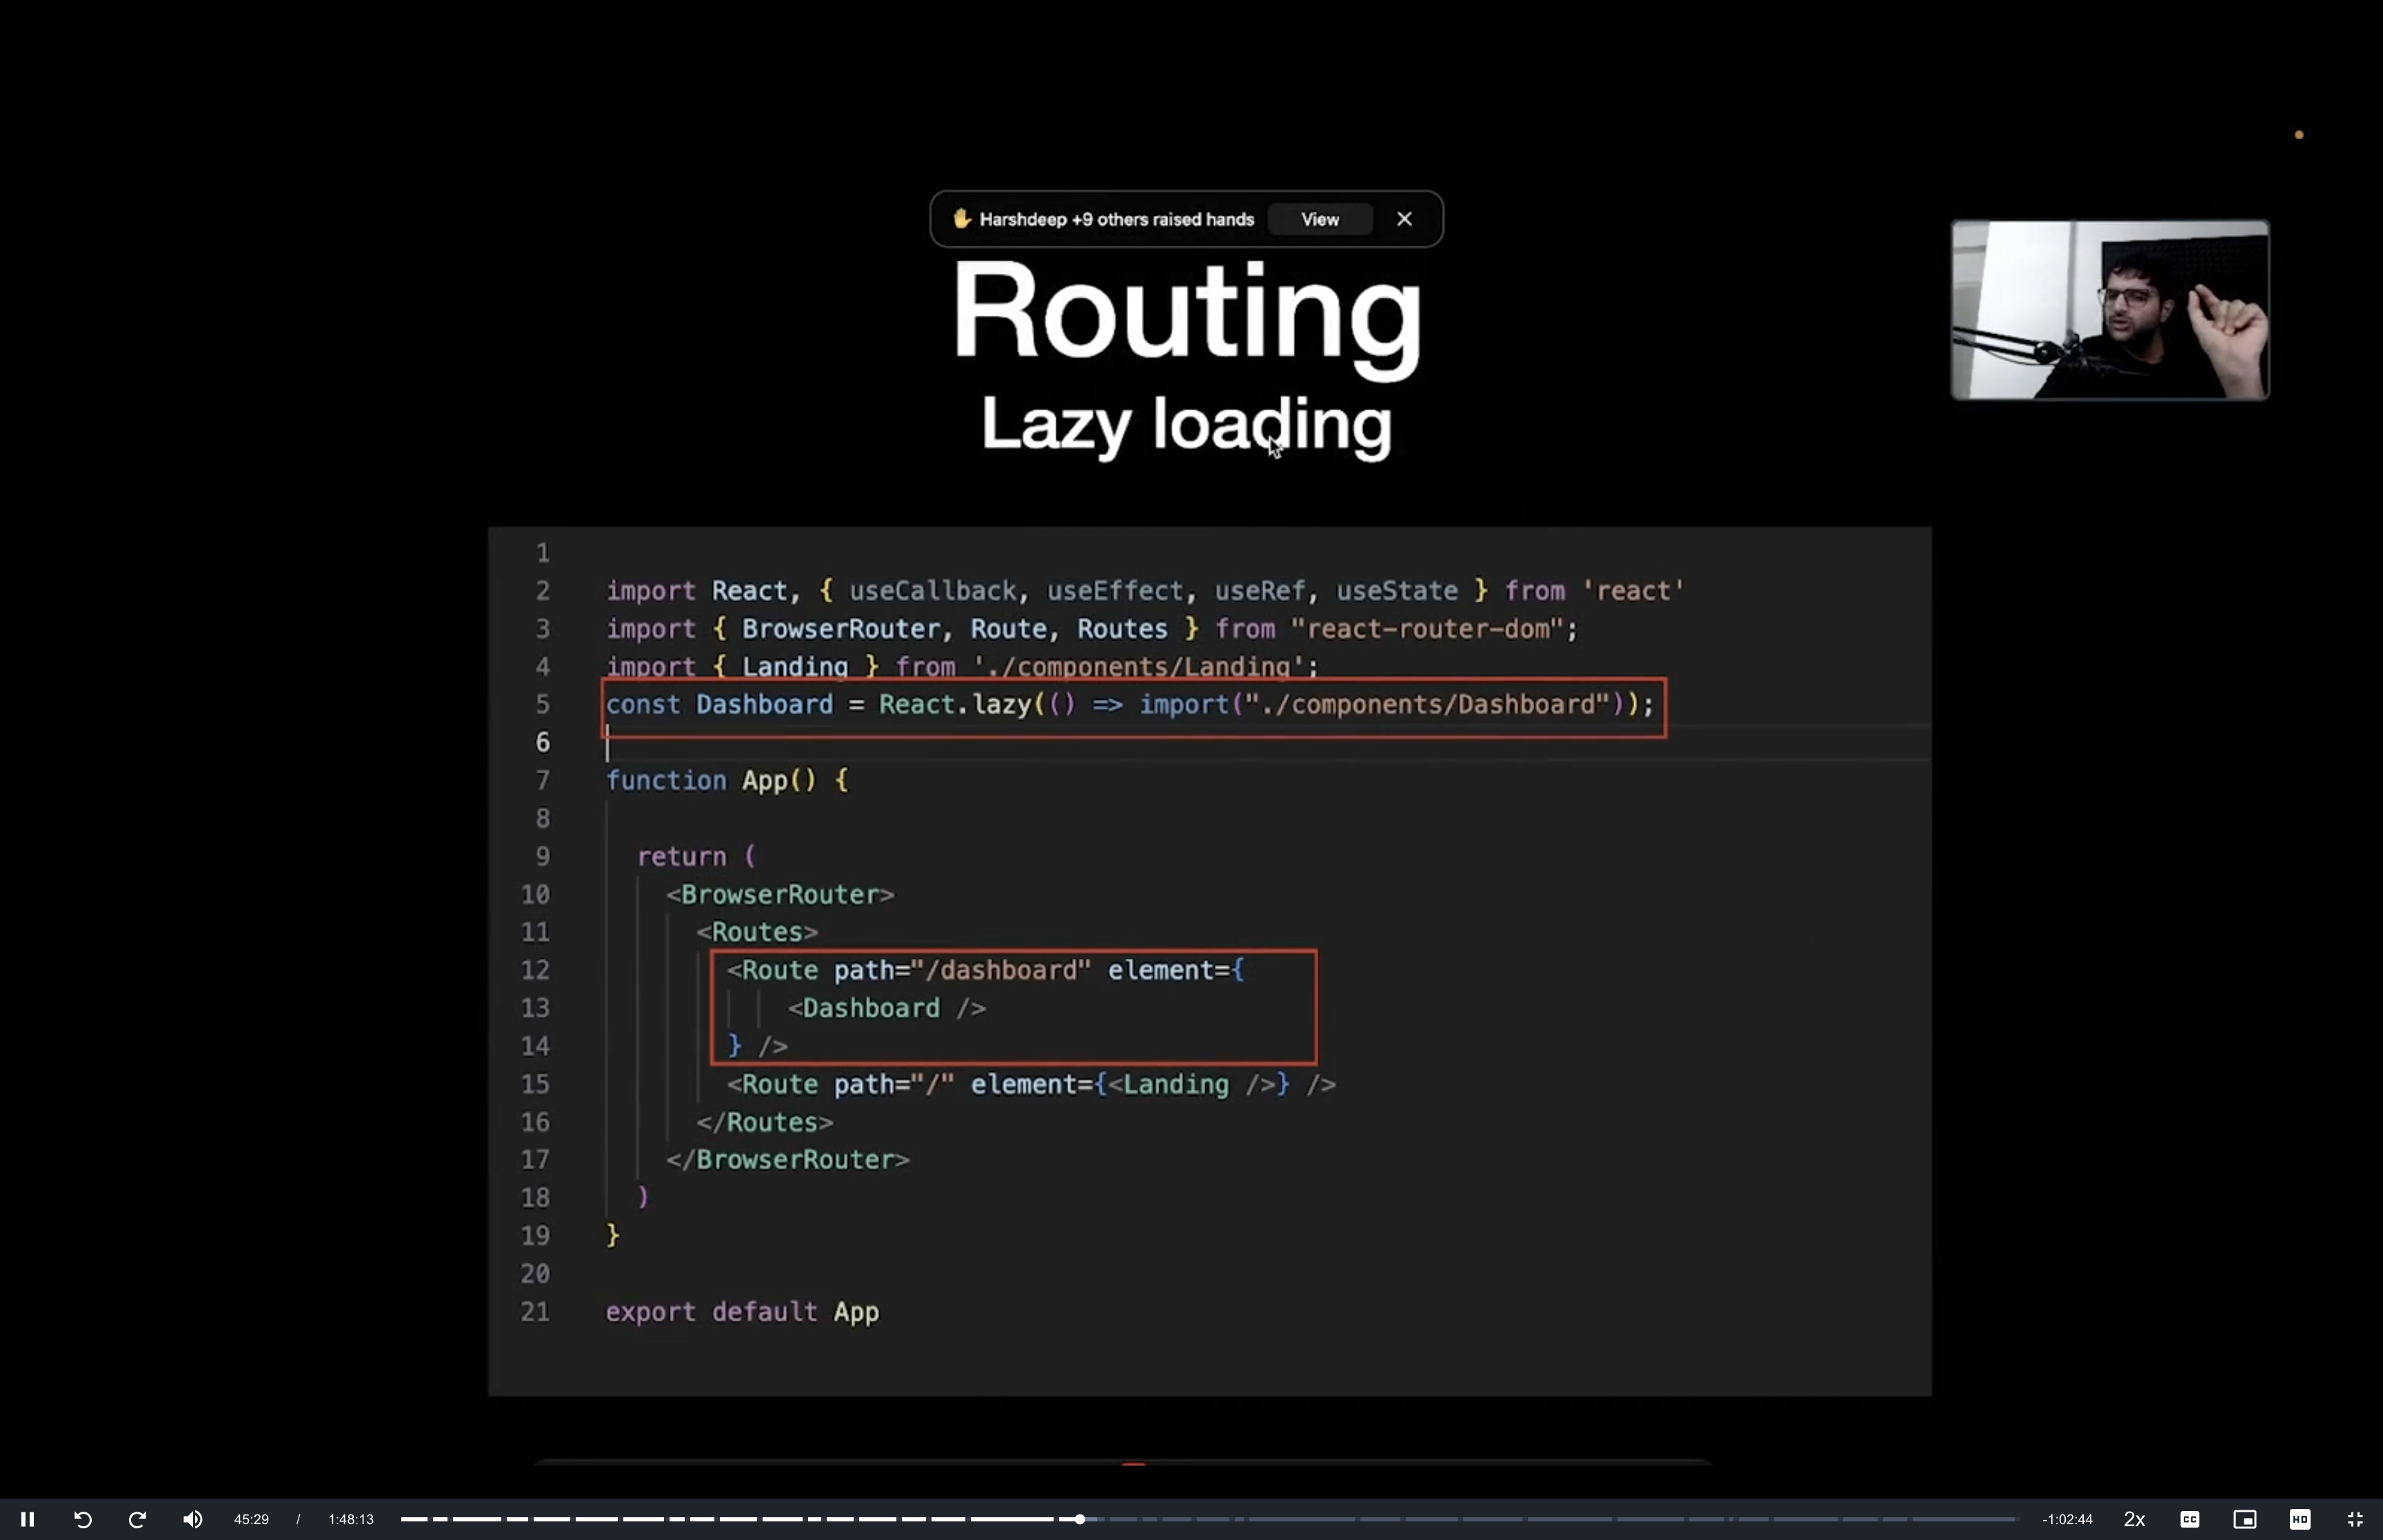 ✋ Harshdeep +9 others raised hands View ✕
Routing
Lazy loading
1
2 import React, { useCallback, useEffect, useRef, useState } from 'react'
3 import { BrowserRouter, Route, Routes } from "react-router-dom";
4 import { Landing } from './components/Landing';
5 const Dashboard = React.lazy(() => import("./components/Dashboard"));
6
7 function App() {
8
9 return (
10 <BrowserRouter>
11 <Routes>
12 <Route path="/dashboard" element={
13 <Dashboard />
14 } />
15 <Route path="/" element={<Landing />} />
16 </Routes>
17 </BrowserRouter>
18 )
19 }
20
21 export default App
45:29 / 1:48:13 -1:02:44 2x CC HD